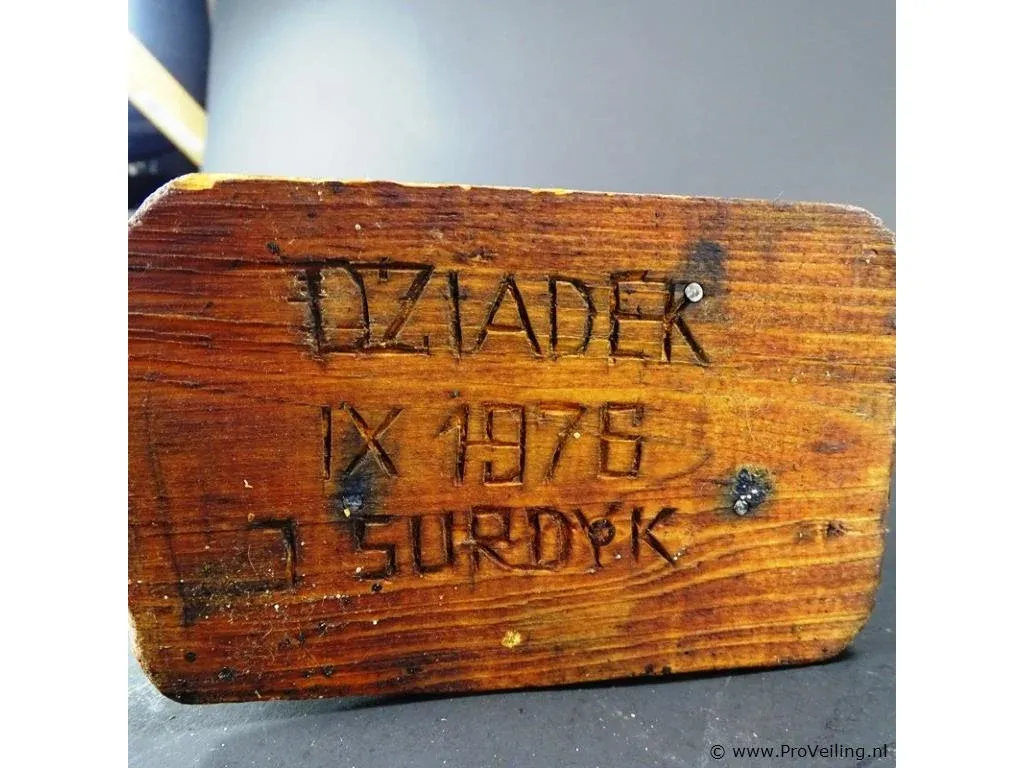 DZIADEK
IX 1976
J SURDYK
© www.ProVeiling.nl